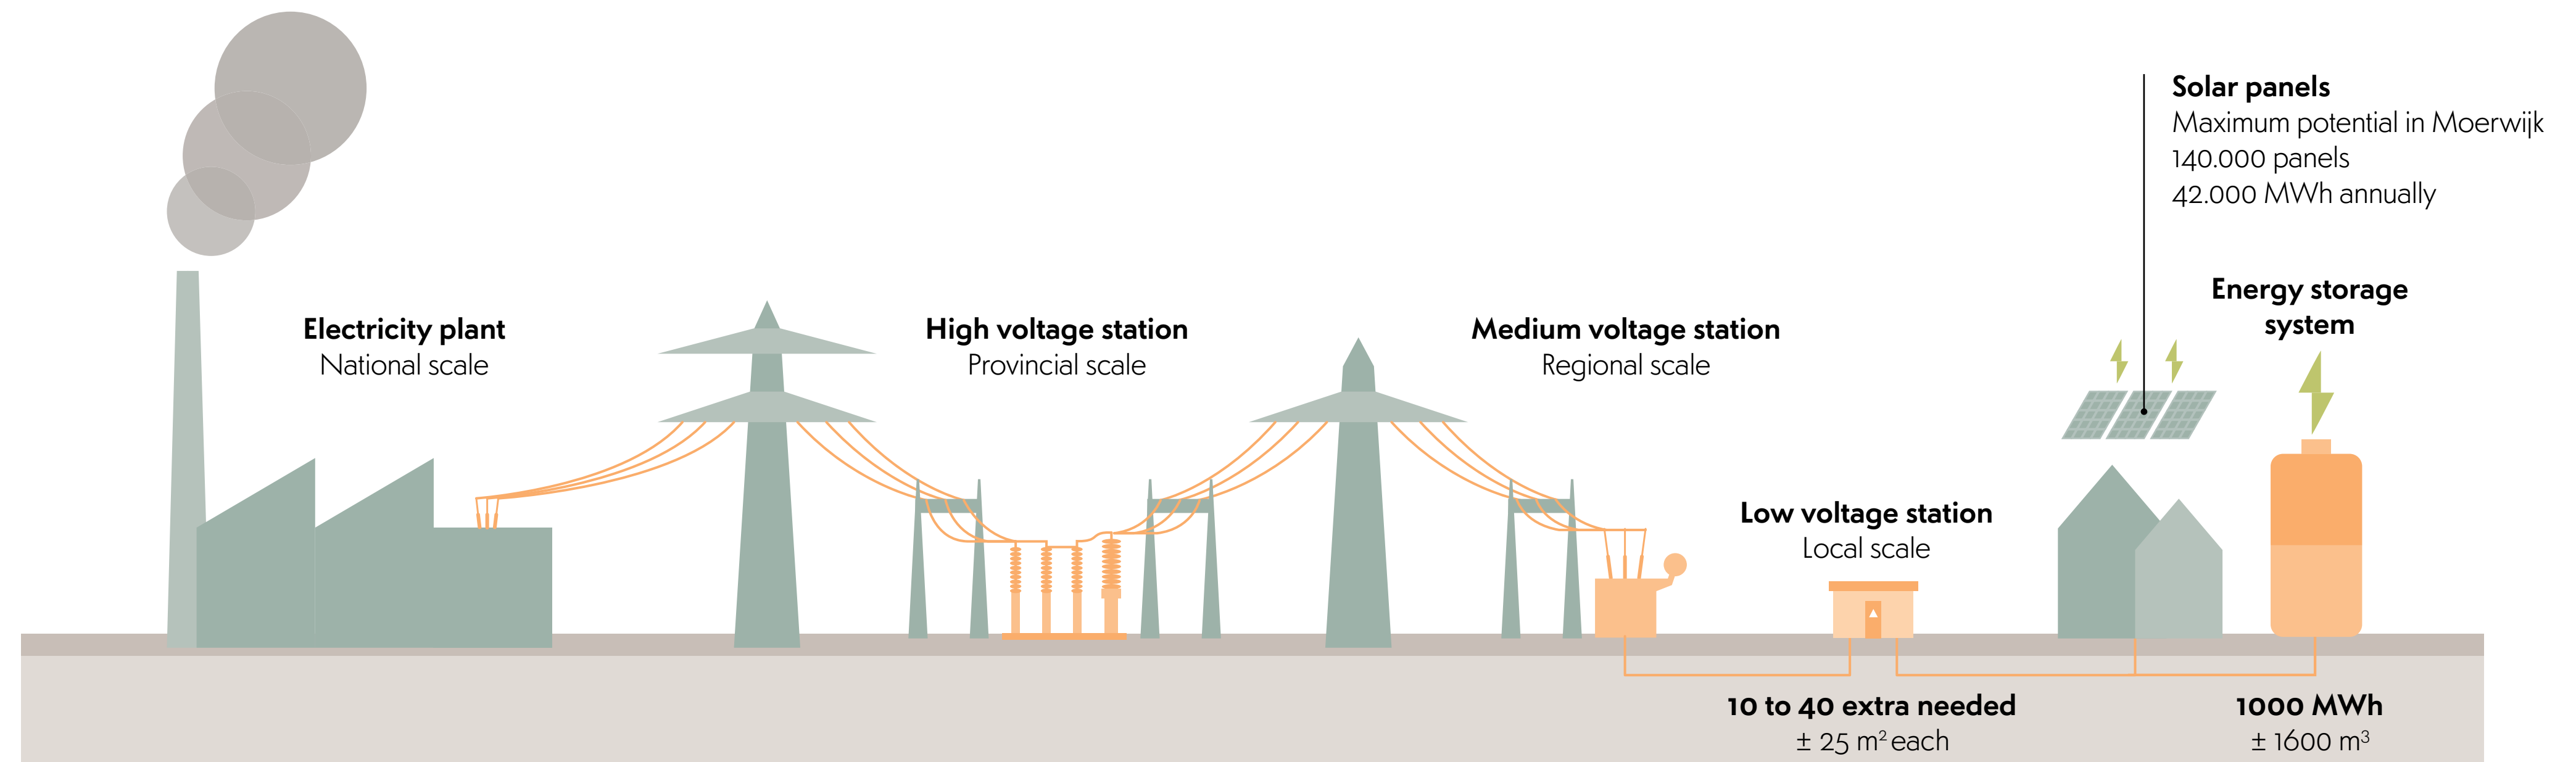 Solar panels
Maximum potential in Moerwijk
140.000 panels
42.000 MWh annually
Energy storage
system
Electricity plant
National scale
High voltage station
Provincial scale
Medium voltage station
Regional scale
Low voltage station
Local scale
10 to 40 extra needed
± 25 m² each
1000 MWh
± 1600 m³